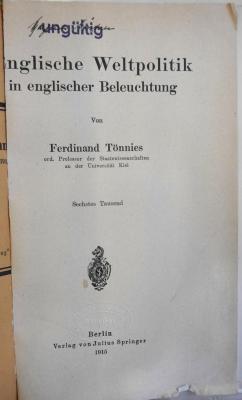 ungültig
nglische Weltpolitik
in englischer Beleuchtung
Von
Ferdinand Tönnies
ord. Professor der Staatswissenschaften
an der Universität Kiel
Sechstes Tausend
Berlin
Verlag von Julius Springer
1915